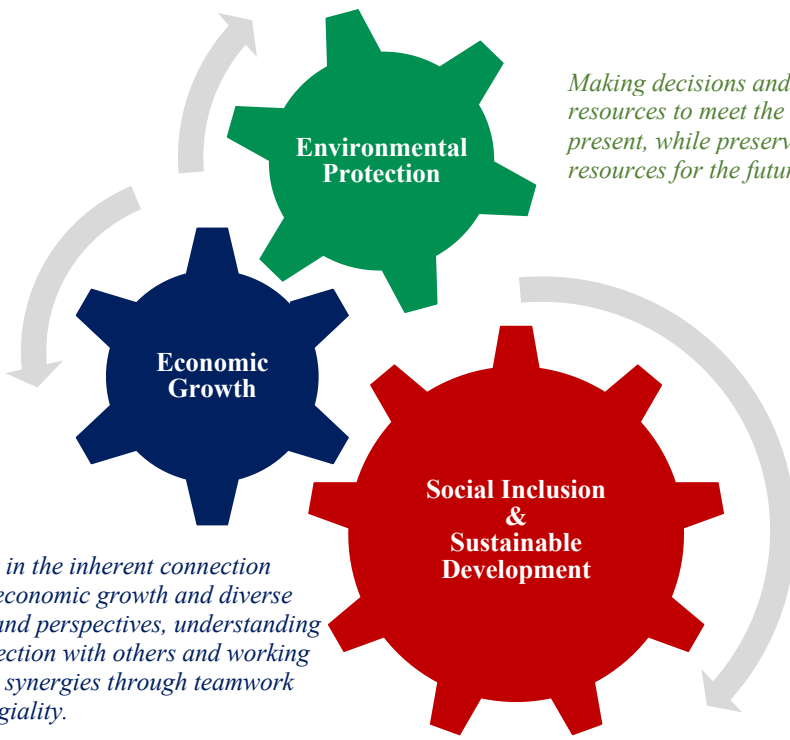 Making decisions and
resources to meet the
present, while preserv
resources for the futur
Environmental
Protection
Economic
Growth
Social Inclusion
&
Sustainable
Development
in the inherent connection
economic growth and diverse
and perspectives, understanding
ection with others and working
synergies through teamwork
giality.